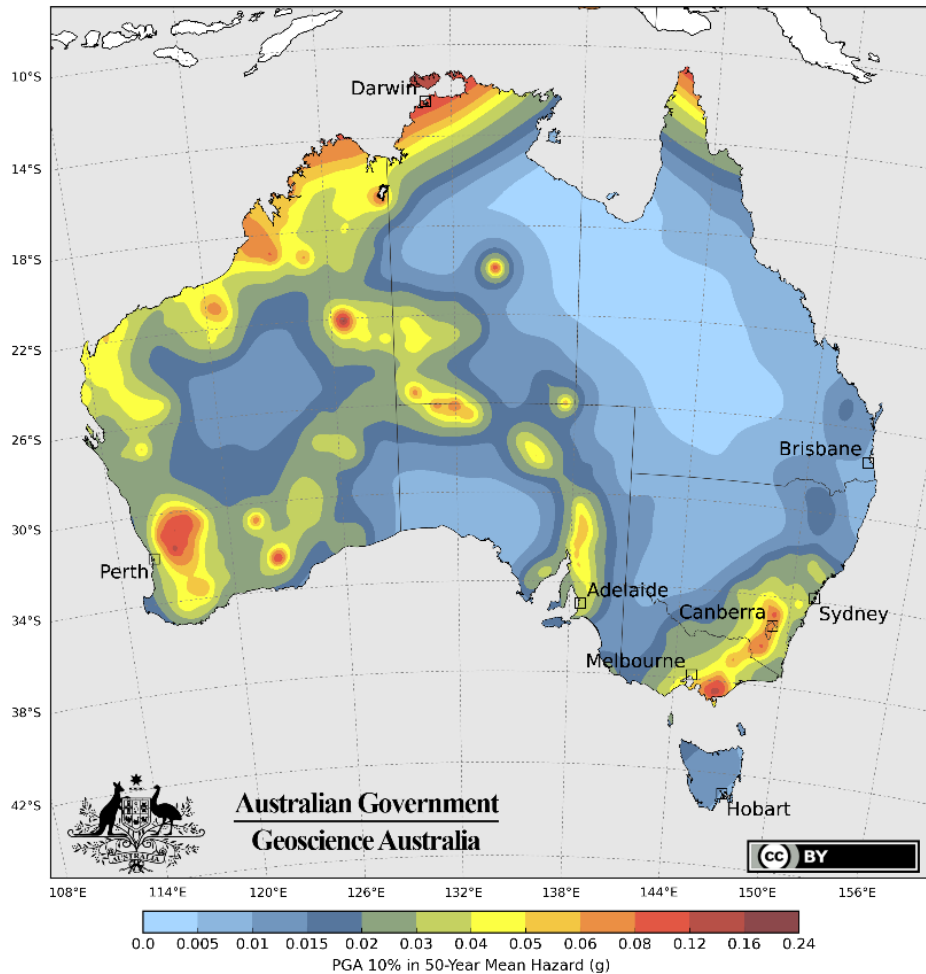 10°S
Darwin
14°S
18°S
22°S
26°S
Brisbane
30°S
Perth
Adelaide
34°S
Canberra
Sydney
Melbourne
38°S
AUSTRALIA
Australian Government
Geoscience Australia
42°S
Hobart
cc BY
108°E 114°E 120°E 126°E 132°E 138°E 144°E 150°E 156°E
0.0 0.005 0.01 0.015 0.02 0.03 0.04 0.05 0.06 0.08 0.12 0.16 0.24
PGA 10% in 50-Year Mean Hazard (g)